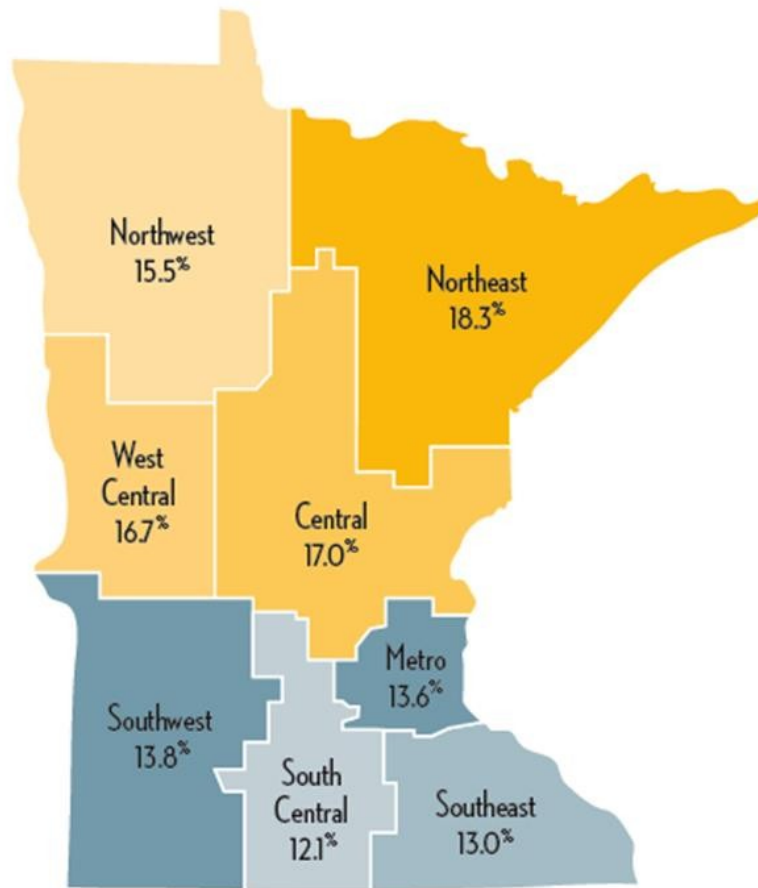 Northwest
15.5%
Northeast
18.3%
West
Central
16.7%
Central
17.0%
Metro
13.6%
Southwest
13.8%
South
Central
12.1%
Southeast
13.0%